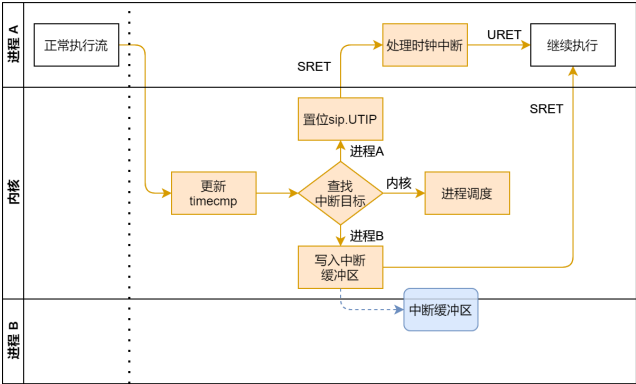 进程 A
正常执行流
处理时钟中断
URET
继续执行
SRET
SRET
内核
置位sip.UTIP
进程A
更新
timecmp
查找
中断目标
内核
进程调度
进程B
写入中断
缓冲区
进程 B
中断缓冲区